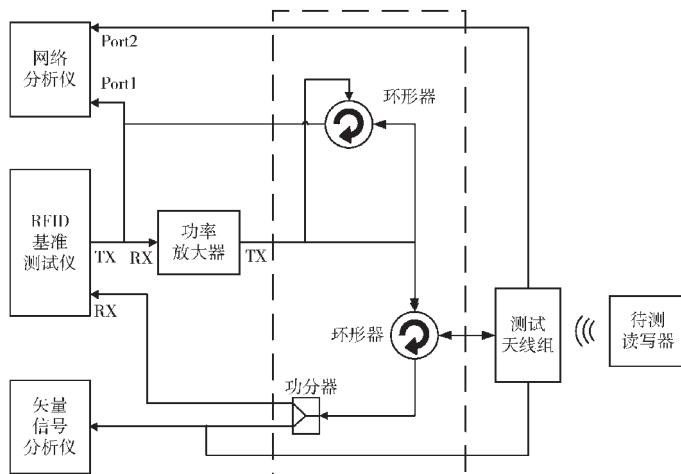 网络
分析仪
Port2
Port1
环形器
RFID
基准
测试仪
TX
RX
功率
放大器
TX
RX
环形器
测试
天线组
待测
读写器
功分器
矢量
信号
分析仪